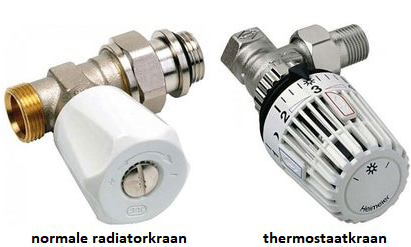 2
3
Heimeier
normale radiatorkraan
thermostaatkraan